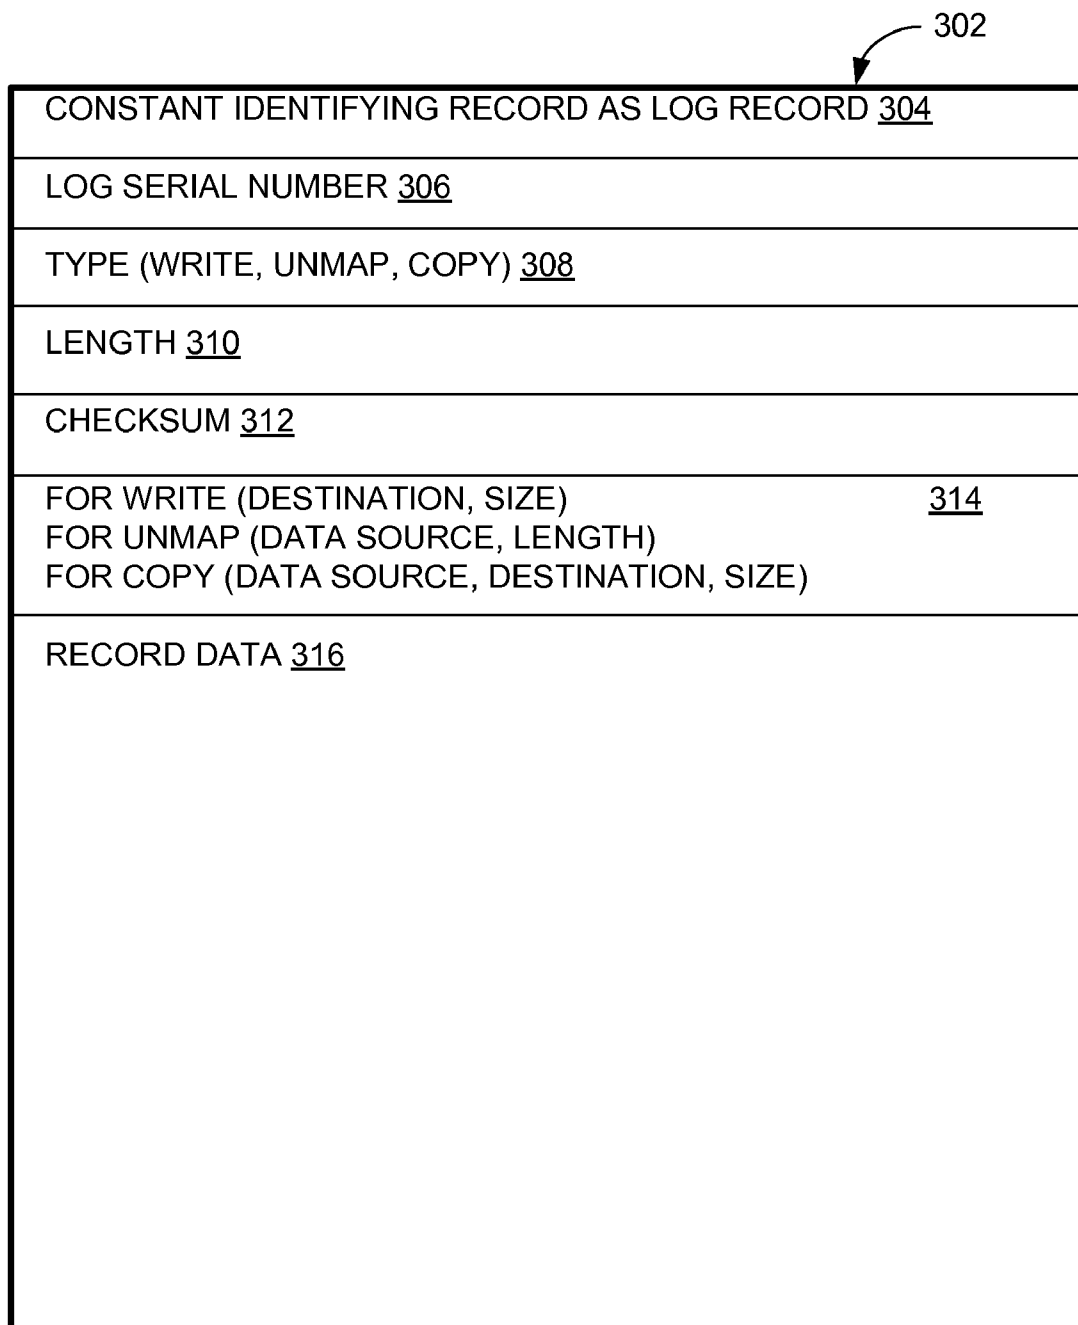 302
CONSTANT IDENTIFYING RECORD AS LOG RECORD 304
LOG SERIAL NUMBER 306
TYPE (WRITE, UNMAP, COPY) 308
LENGTH 310
CHECKSUM 312
FOR WRITE (DESTINATION, SIZE) 314
FOR UNMAP (DATA SOURCE, LENGTH)
FOR COPY (DATA SOURCE, DESTINATION, SIZE)
RECORD DATA 316